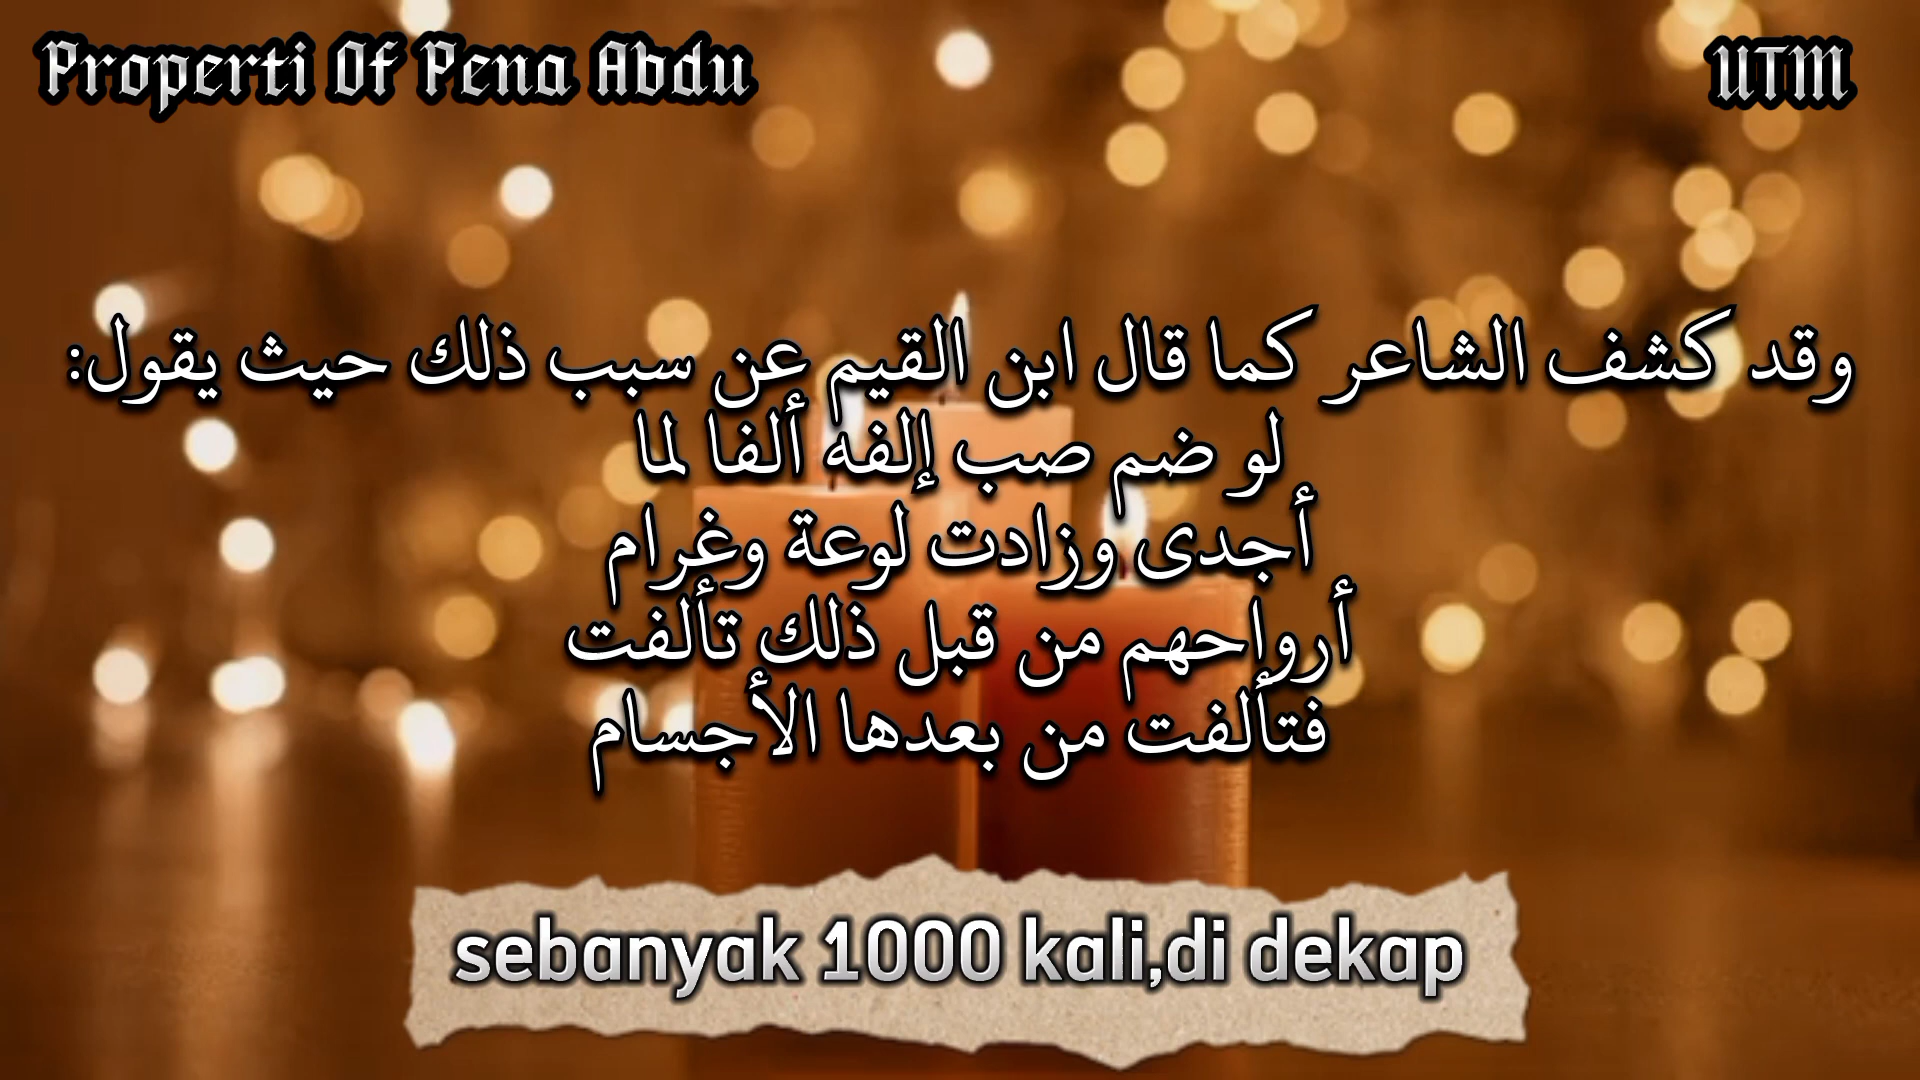 Properti Of Pena Abdu
UTM
وقد كشف الشاعر كما قال ابن القيم عن سبب ذلك حيث يقول:
لو ضم صب إلفه ألفا لما
أجدى وزادت لوعة وغرام
أرواحهم من قبل ذلك تألفت
فتألفت من بعدها الأجسام
sebanyak 1000 kali,di dekap